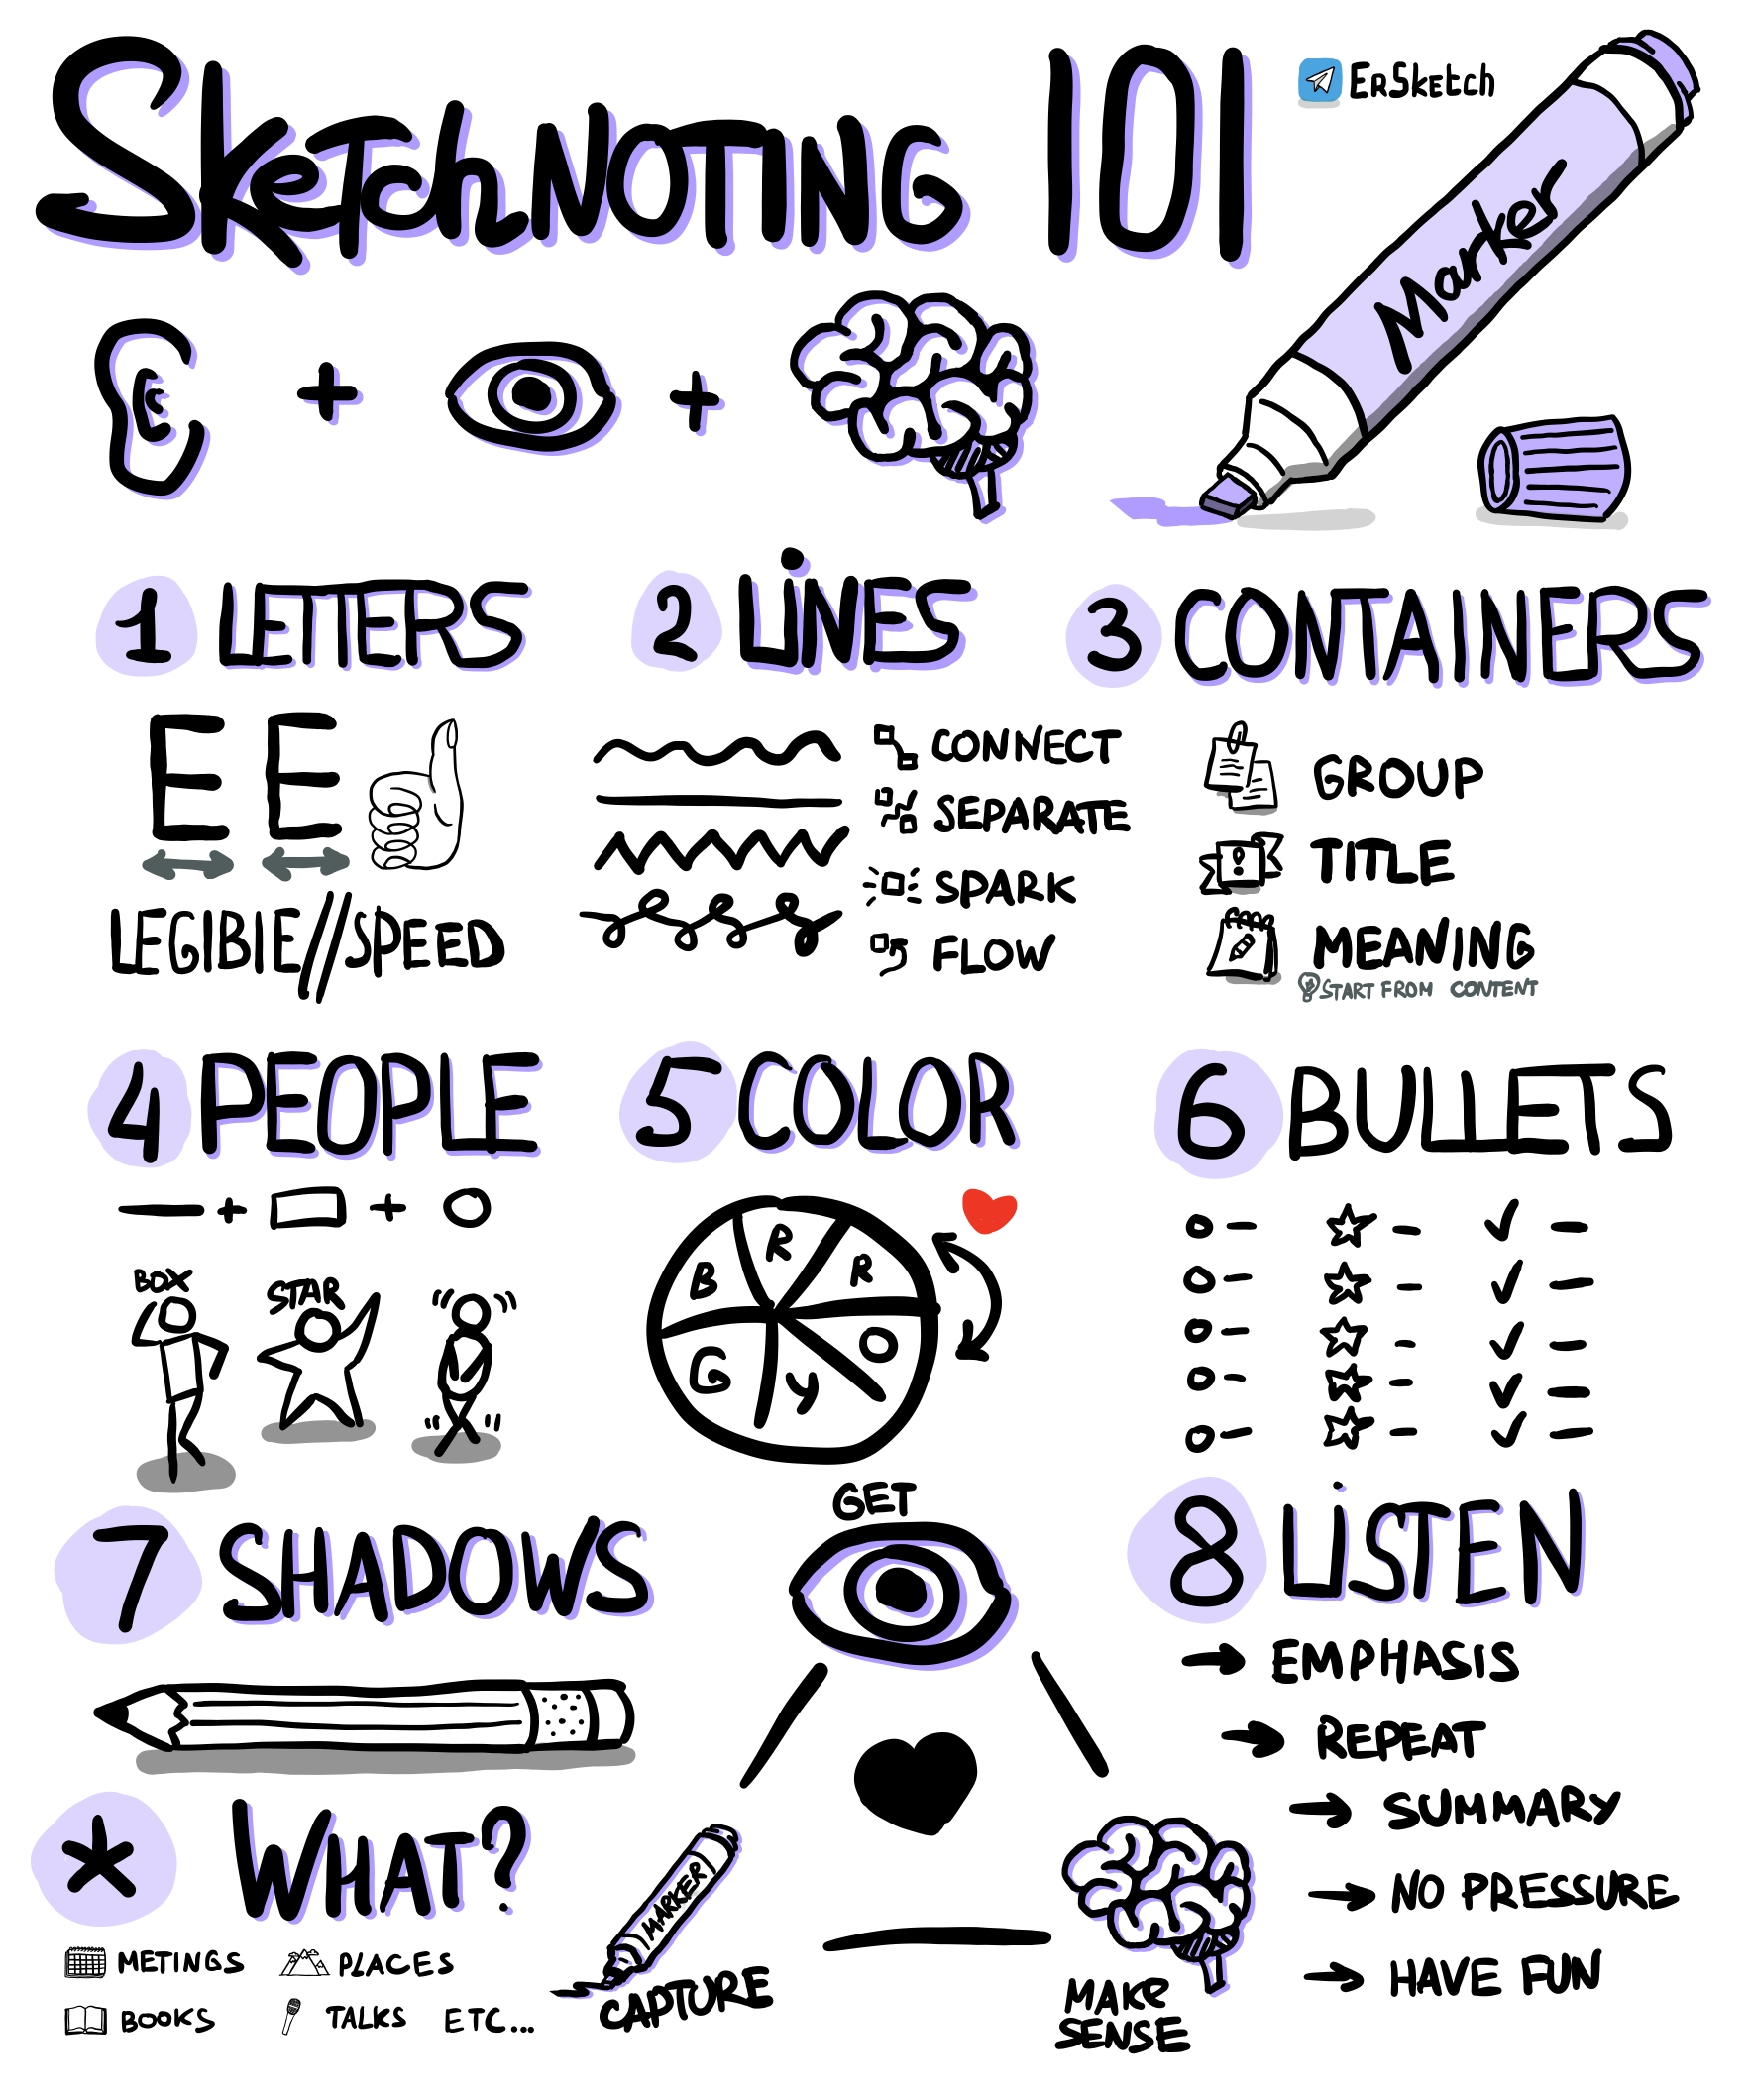 SKeTchNOTING 101
ErSketch
Marker
+ +
1 LETTERS
E E
LEGIBIE//SPEED
2 LiNES
CONNECT
SEPARATE
SPARK
FLOW
3 CONTAINERS
GROUP
TITLE
!
MEANING
START FROM CONTENT
4 PEOPLE
+ +
BOX
STAR
5 COLOR
B R R
G Y O
6 BULLETS
7 SHADOWS
GET
MARKER
CAPTURE
MAKe
SENSE
8 LiSTEN
EMPHASIS
REPEAT
SUMMARY
NO PRESSURE
HAVE FUN
* WHAT?
METINGS
PLACES
BOOKS
TALKS ETC...